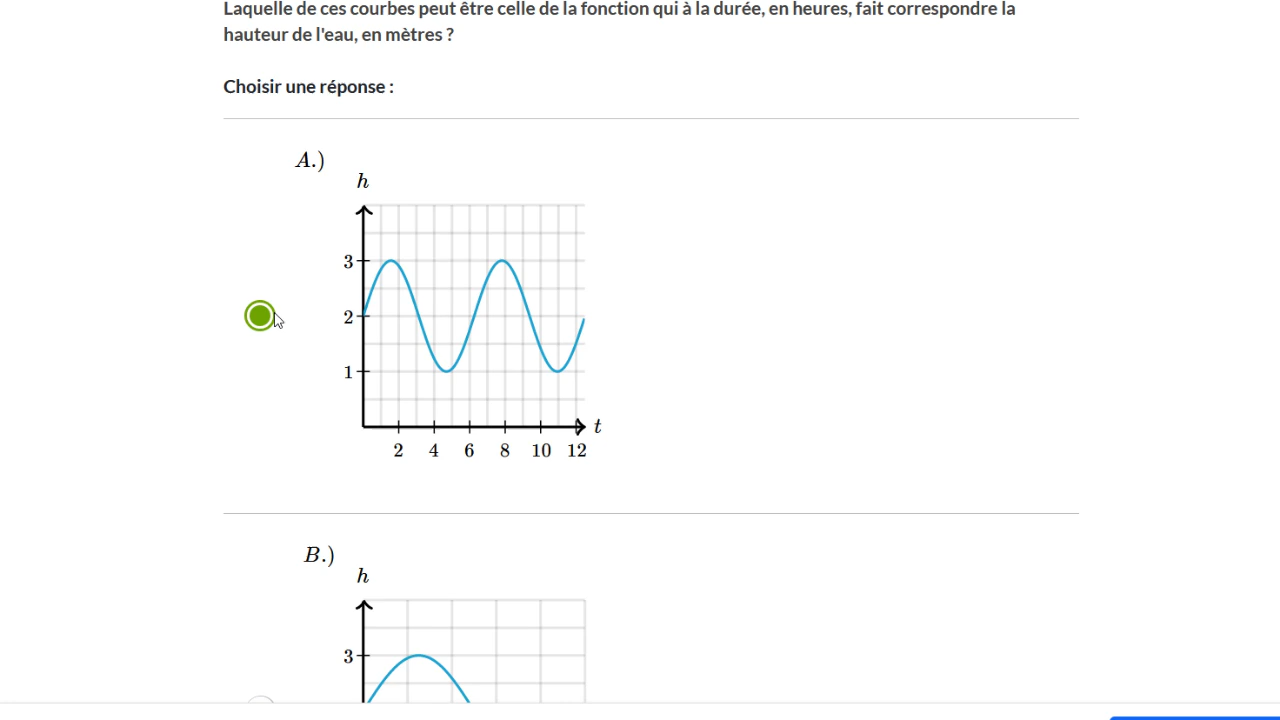 Laquelle de ces courbes peut être celle de la fonction qui à la durée, en heures, fait correspondre la
hauteur de l'eau, en mètres ?
Choisir une réponse :
A.)
h
3
2
1
t
2 4 6 8 10 12
B.)
h
3